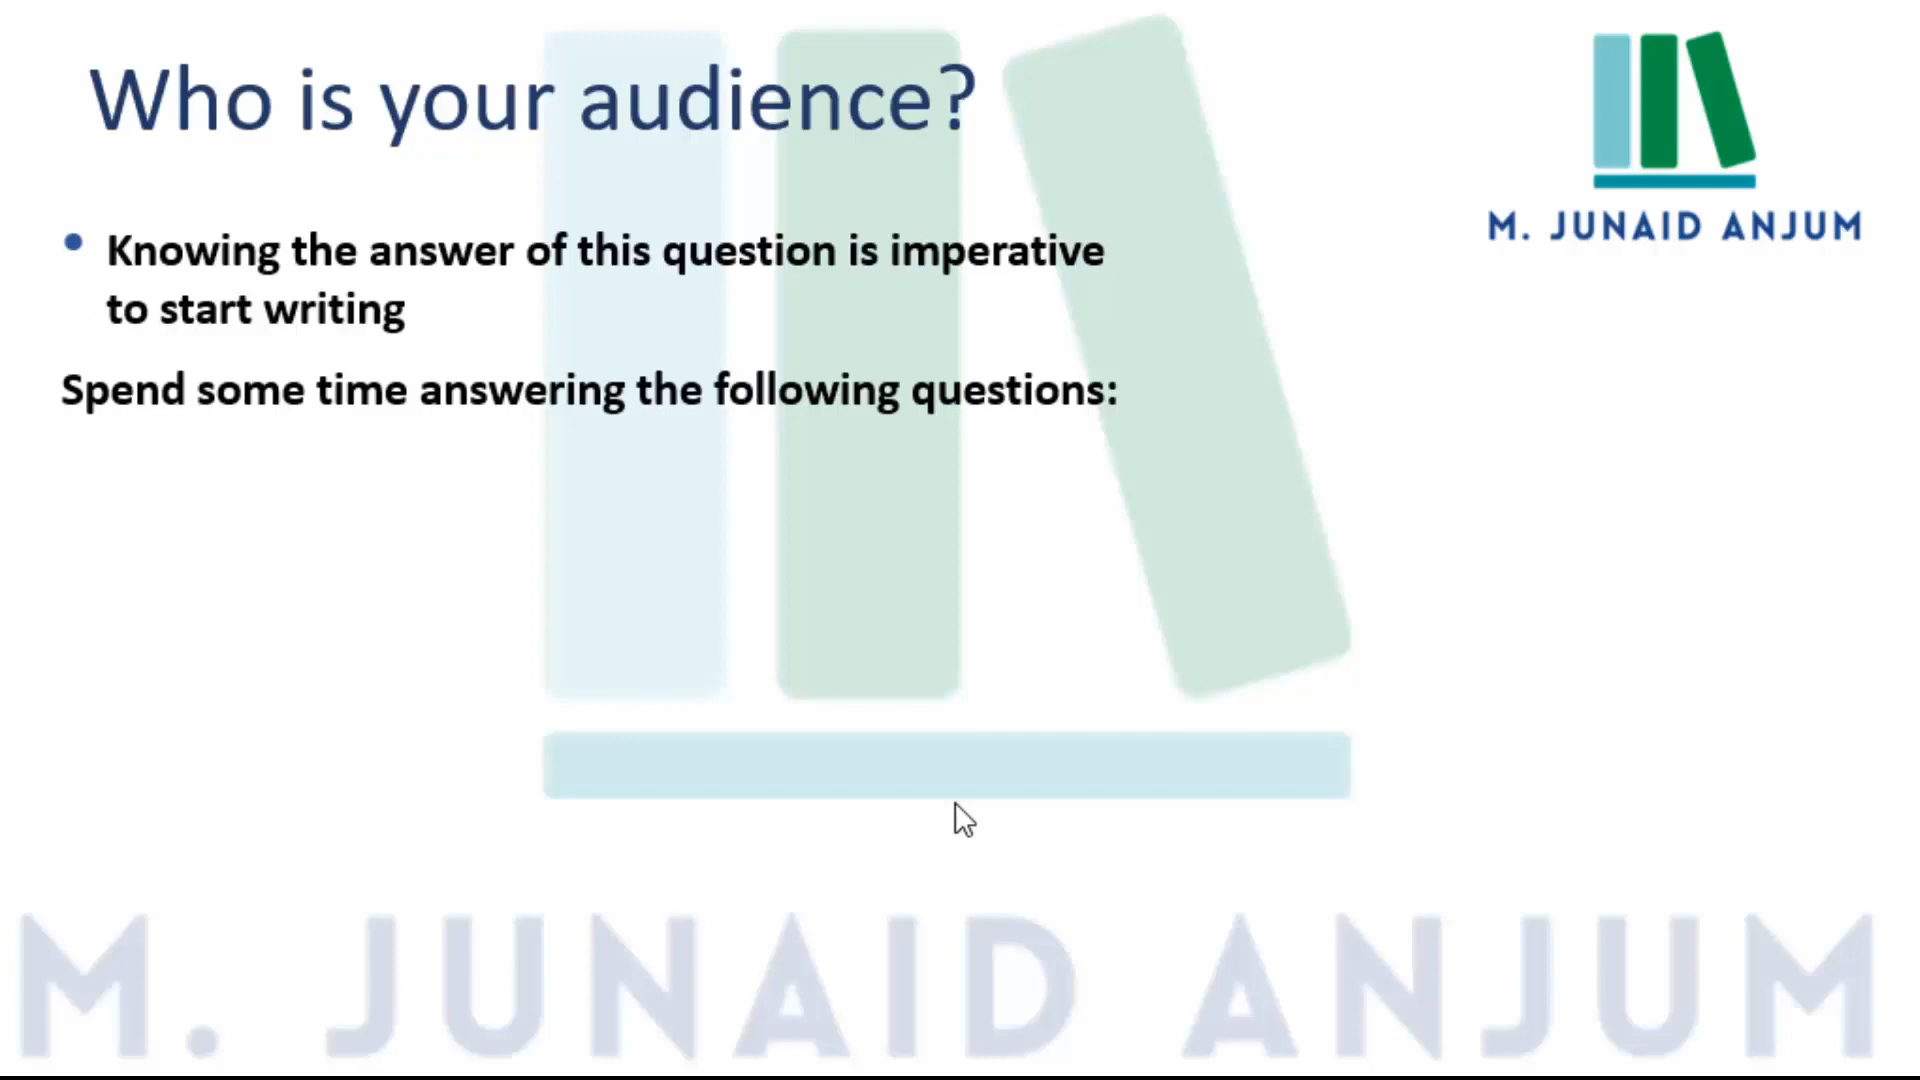 Who is your audience?
M. JUNAID ANJUM
• Knowing the answer of this question is imperative
to start writing
Spend some time answering the following questions:
M. JUNAID ANJUM